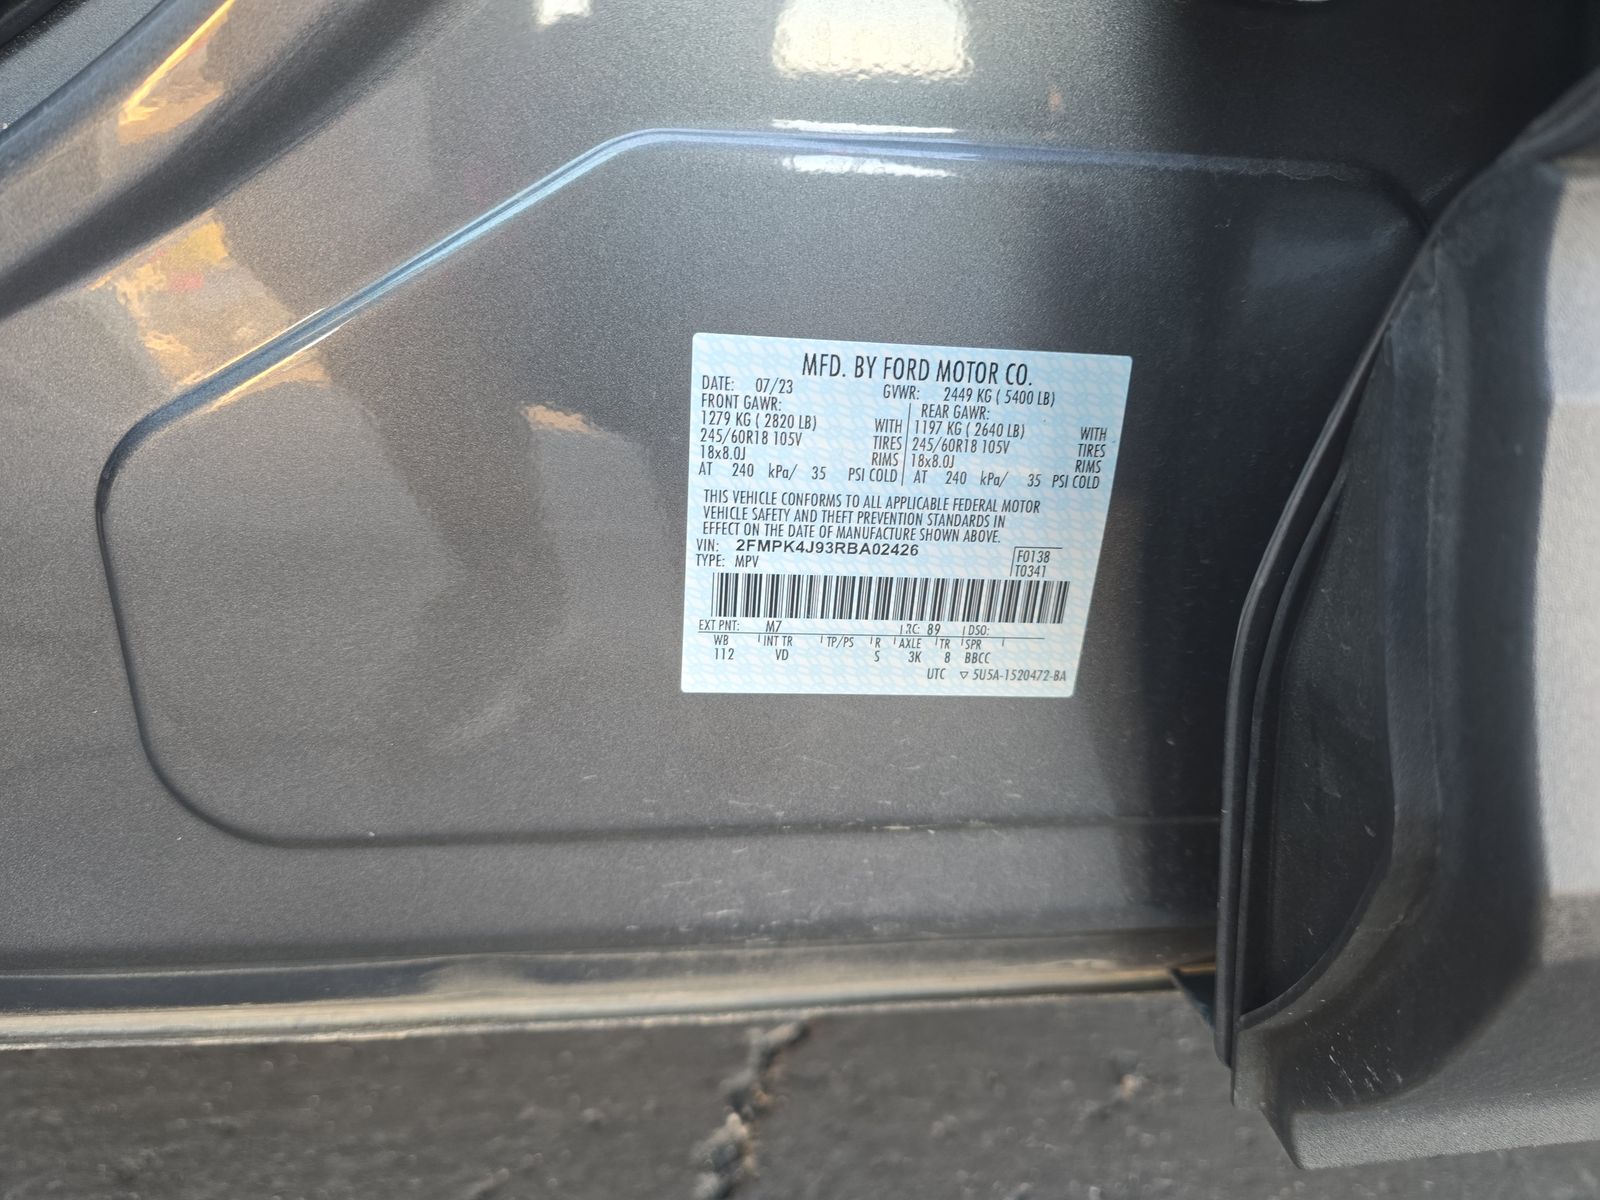 MFD. BY FORD MOTOR CO.
DATE: 07/23 GVWR: 2449 KG ( 5400 LB)
FRONT GAWR: REAR GAWR:
1279 KG ( 2820 LB) WITH 1197 KG ( 2640 LB) WITH
245/60R18 105V TIRES 245/60R18 105V TIRES
18x8.0J RIMS 18x8.0J RIMS
AT 240 kPa/ 35 PSI COLD AT 240 kPa/ 35 PSI COLD
THIS VEHICLE CONFORMS TO ALL APPLICABLE FEDERAL MOTOR
VEHICLE SAFETY AND THEFT PREVENTION STANDARDS IN
EFFECT ON THE DATE OF MANUFACTURE SHOWN ABOVE.
VIN: 2FMPK4J93RBA02426 F0138
TYPE: MPV T0341
EXT PNT: M7 RC: 89 DSO:
WB INT TR TP/PS R AXLE TR SPR
112 VD S 3K 8 BBCC
UTC ▽ 5U5A-1520472-BA